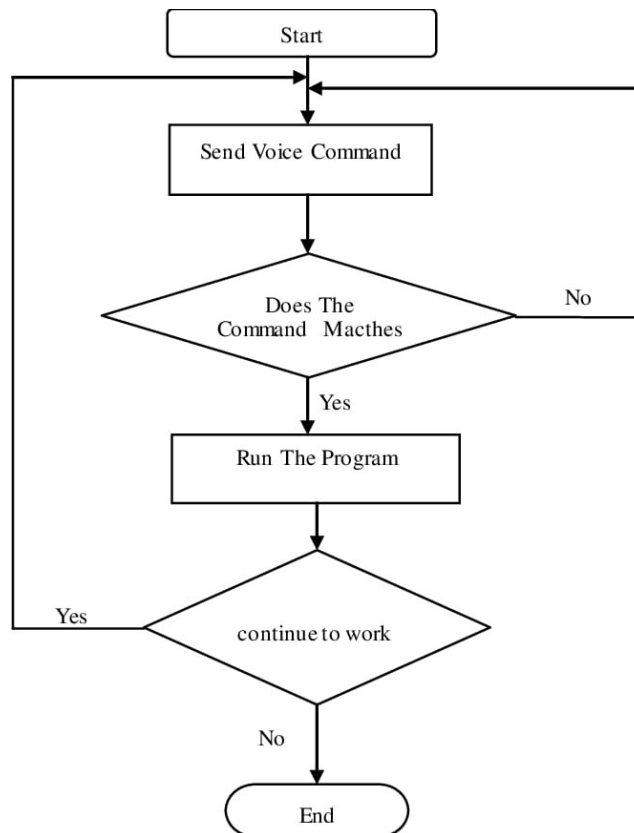 Start
Send Voice Command
Does The
Command Macthes
No
Yes
Run The Program
Yes
continue to work
No
End